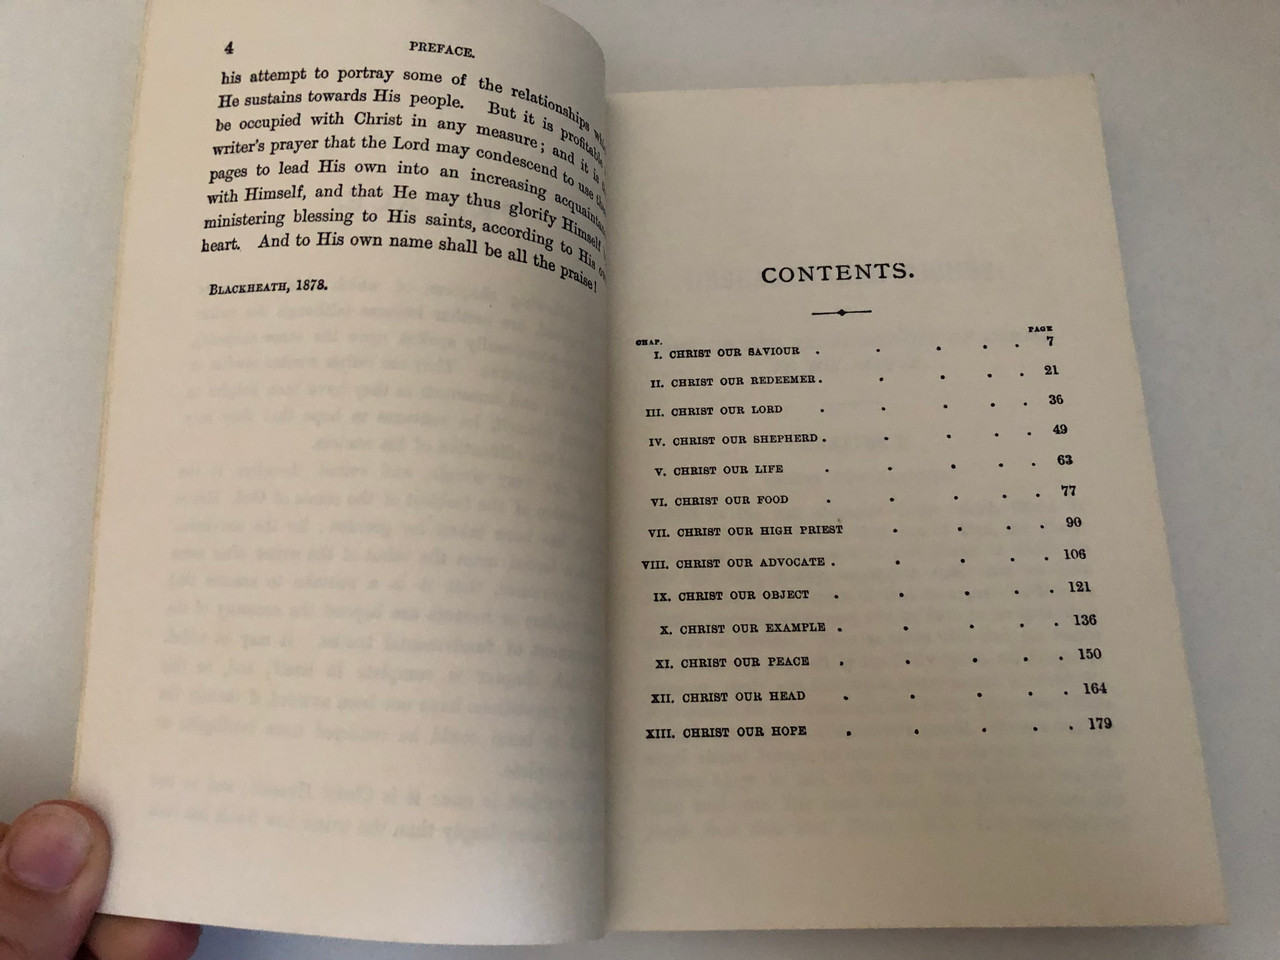 4 PREFACE.
his attempt to portray some of the relationships
He sustains towards His people. But it is profitable
be occupied with Christ in any measure; and it is
writer's prayer that the Lord may condescend to use
pages to lead His own into an increasing
with Himself, and that He may thus glorify Himself
ministering blessing to His saints, according to His
heart. And to His own name shall be all the praise!
BLACKHEATH, 1878.
CONTENTS.
CHAP. PAGE
I. CHRIST OUR SAVIOUR . . . . . 7
II. CHRIST OUR REDEEMER . . . . . 21
III. CHRIST OUR LORD . . . . . 36
IV. CHRIST OUR SHEPHERD . . . . . 49
V. CHRIST OUR LIFE . . . . . 63
VI. CHRIST OUR FOOD . . . . . 77
VII. CHRIST OUR HIGH PRIEST . . . . 90
VIII. CHRIST OUR ADVOCATE . . . . . 106
IX. CHRIST OUR OBJECT . . . . . 121
X. CHRIST OUR EXAMPLE . . . . . 136
XI. CHRIST OUR PEACE . . . . . 150
XII. CHRIST OUR HEAD . . . . . 164
XIII. CHRIST OUR HOPE . . . . . 179